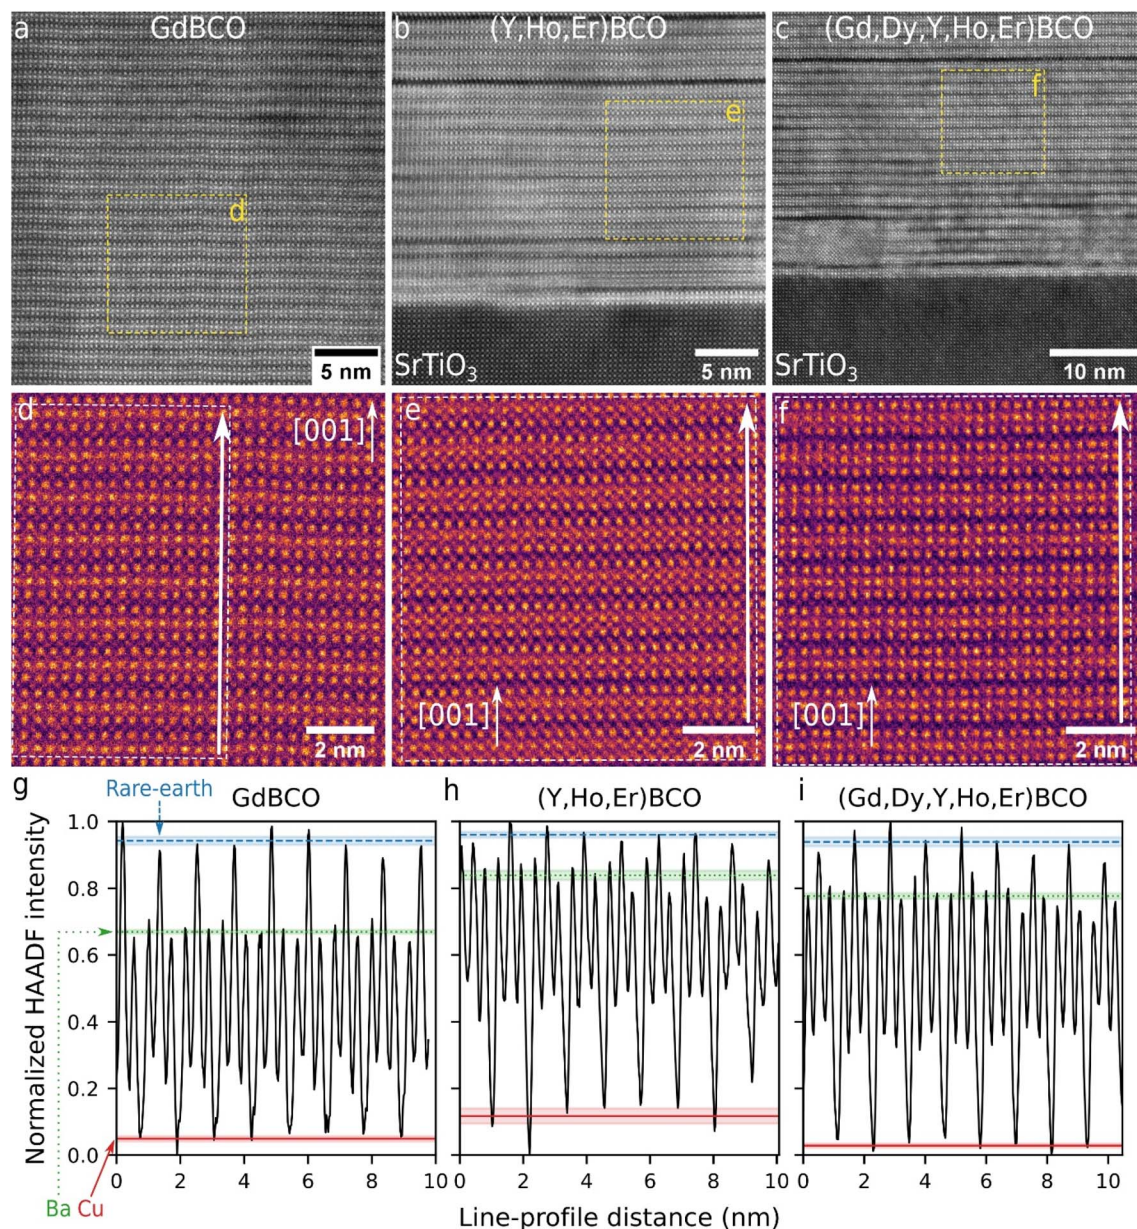 a GdBCO
d
5 nm
b (Y,Ho,Er)BCO
e
SrTiO₃
5 nm
c (Gd,Dy,Y,Ho,Er)BCO
f
SrTiO₃
10 nm
d
[001]
2 nm
e
[001]
2 nm
f
[001]
2 nm
g GdBCO
Rare-earth
Normalized HAADF intensity
1.0
0.8
0.6
0.4
0.2
0.0
0 2 4 6 8 10
Ba Cu
h (Y,Ho,Er)BCO
0 2 4 6 8 10
i (Gd,Dy,Y,Ho,Er)BCO
0 2 4 6 8 10
Line-profile distance (nm)